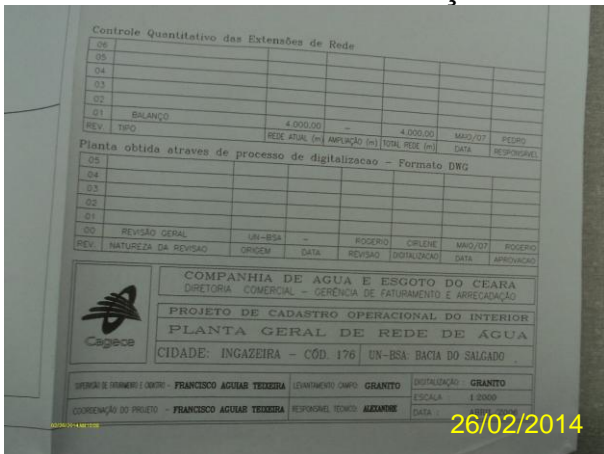 Controle Quantitativo das Extensões de Rede
06
05
04
03
02
01 BALANÇO 4.000,00 - 4.000,00 MAIO/07 PEDRO
REV. TIPO REDE ATUAL (m) AMPLIAÇÃO (m) TOTAL REDE (m) DATA RESPONSÁVEL
Planta obtida atraves de processo de digitalizacao - Formato DWG
05
04
03
02
01
00 REVISÃO GERAL UN-BSA - ROGERIO CIRLENE MAIO/07 ROGERIO
REV. NATUREZA DA REVISAO ORIGEM DATA REVISÃO DIGITALIZACAO DATA APROVACAO
COMPANHIA DE AGUA E ESGOTO DO CEARA
DIRETORIA COMERCIAL - GERÊNCIA DE FATURAMENTO E ARRECADAÇÃO
PROJETO DE CADASTRO OPERACIONAL DO INTERIOR
PLANTA GERAL DE REDE DE ÁGUA
Cagece
CIDADE: INGAZEIRA - CÓD. 176 UN-BSA: BACIA DO SALGADO
SUPERVISÃO DE FATURAMENTO E CADASTRO - FRANCISCO AGUIAR TEIXEIRA LEVANTAMENTO CAMPO: GRANITO DIGITALIZAÇÃO : GRANITO
ESCALA : 1:2000
COORDENAÇÃO DO PROJETO - FRANCISCO AGUIAR TEIXEIRA RESPONSÁVEL TECNICO: ALEXANDRE DATA :
26/02/2014